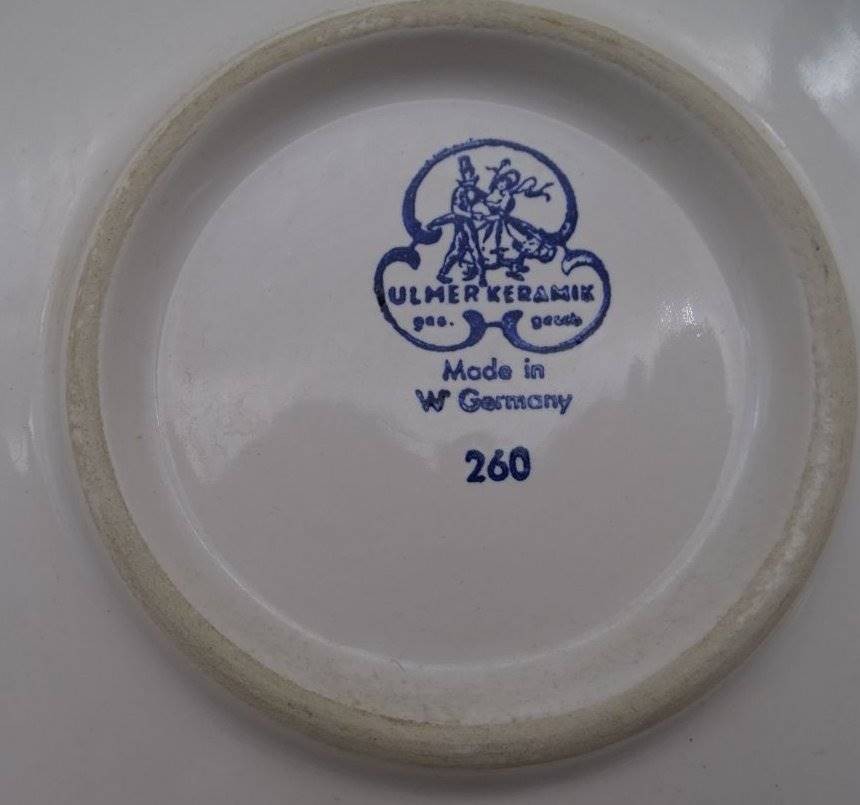 ULMER KERAMIK
ges. gesch
Made in
W Germany
260